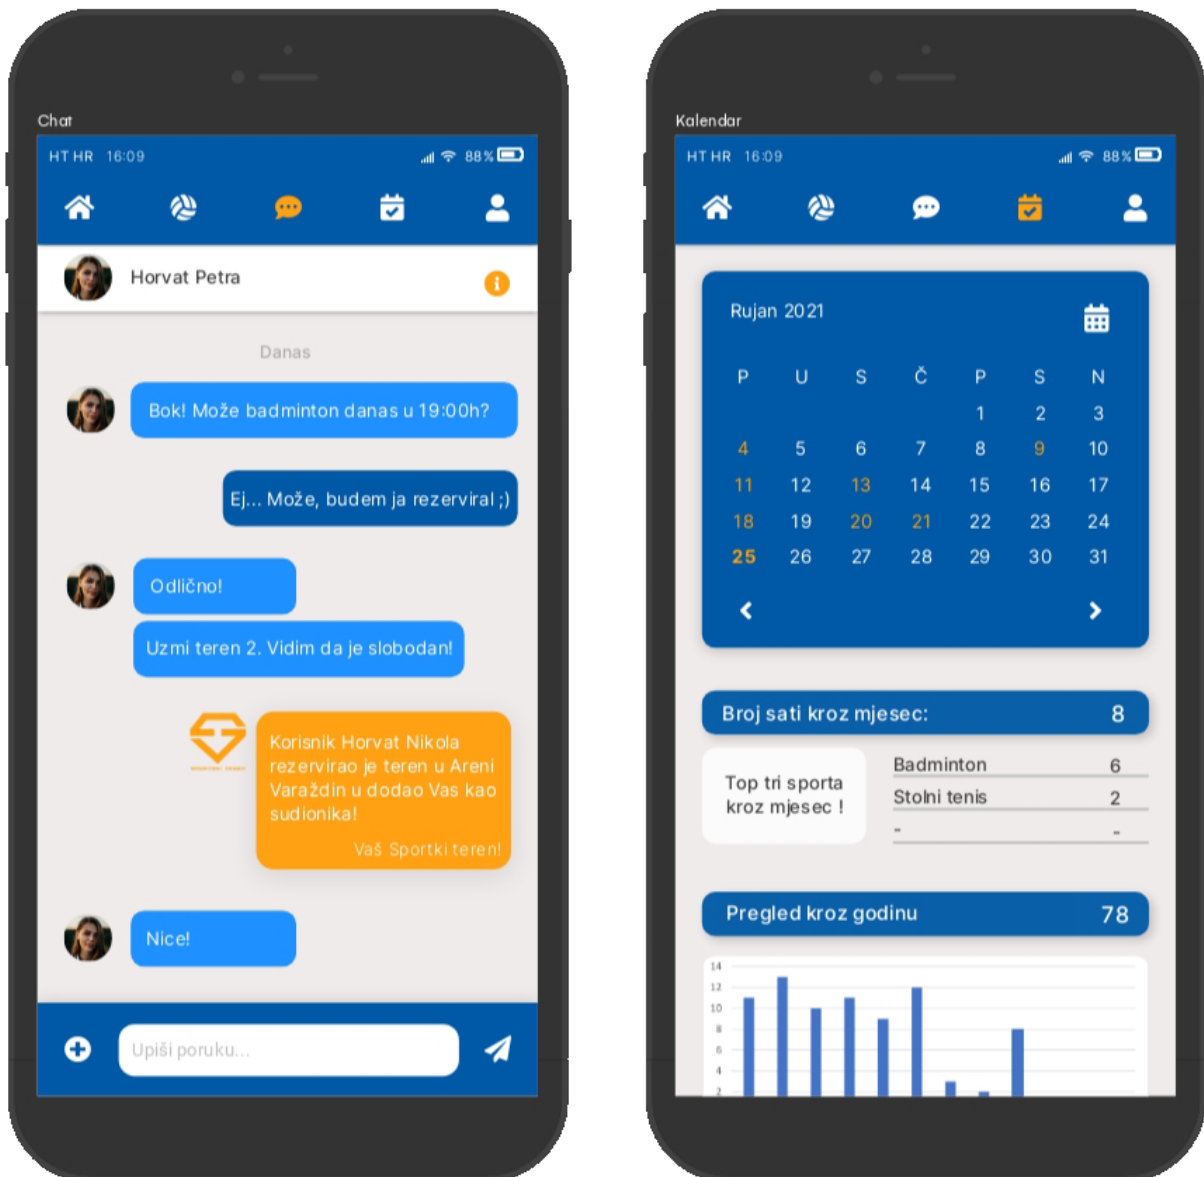 Chat
HT HR 16:09
88%
Horvat Petra
Danas
Bok! Može badminton danas u 19:00h?
Ej... Može, budem ja rezerviral ;)
Odlično!
Uzmi teren 2. Vidim da je slobodan!
Korisnik Horvat Nikola
rezervirao je teren u Areni
Varaždin u dodao Vas kao
sudionika!
Vaš Sportki teren!
Nice!
Upiši poruku...
Kalendar
HT HR 16:09
88%
Rujan 2021
P U S Č P S N
1 2 3
4 5 6 7 8 9 10
11 12 13 14 15 16 17
18 19 20 21 22 23 24
25 26 27 28 29 30 31
Broj sati kroz mjesec: 8
Top tri sporta
kroz mjesec !
Badminton 6
Stolni tenis 2
- -
Pregled kroz godinu 78
14
12
10
8
6
4
2